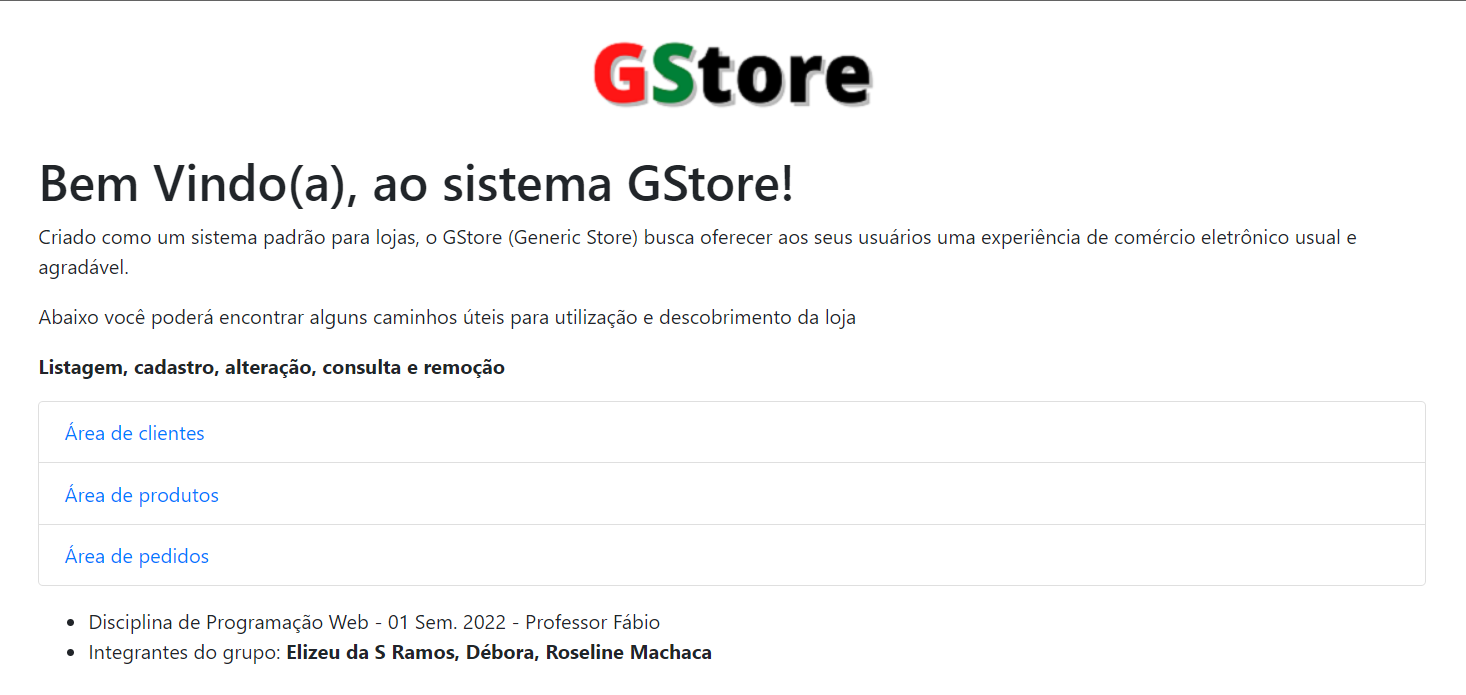 GStore
Bem Vindo(a), ao sistema GStore!
Criado como um sistema padrão para lojas, o GStore (Generic Store) busca oferecer aos seus usuários uma experiência de comércio eletrônico usual e
agradável.
Abaixo você poderá encontrar alguns caminhos úteis para utilização e descobrimento da loja
Listagem, cadastro, alteração, consulta e remoção
Área de clientes
Área de produtos
Área de pedidos
• Disciplina de Programação Web - 01 Sem. 2022 - Professor Fábio
• Integrantes do grupo: Elizeu da S Ramos, Débora, Roseline Machaca